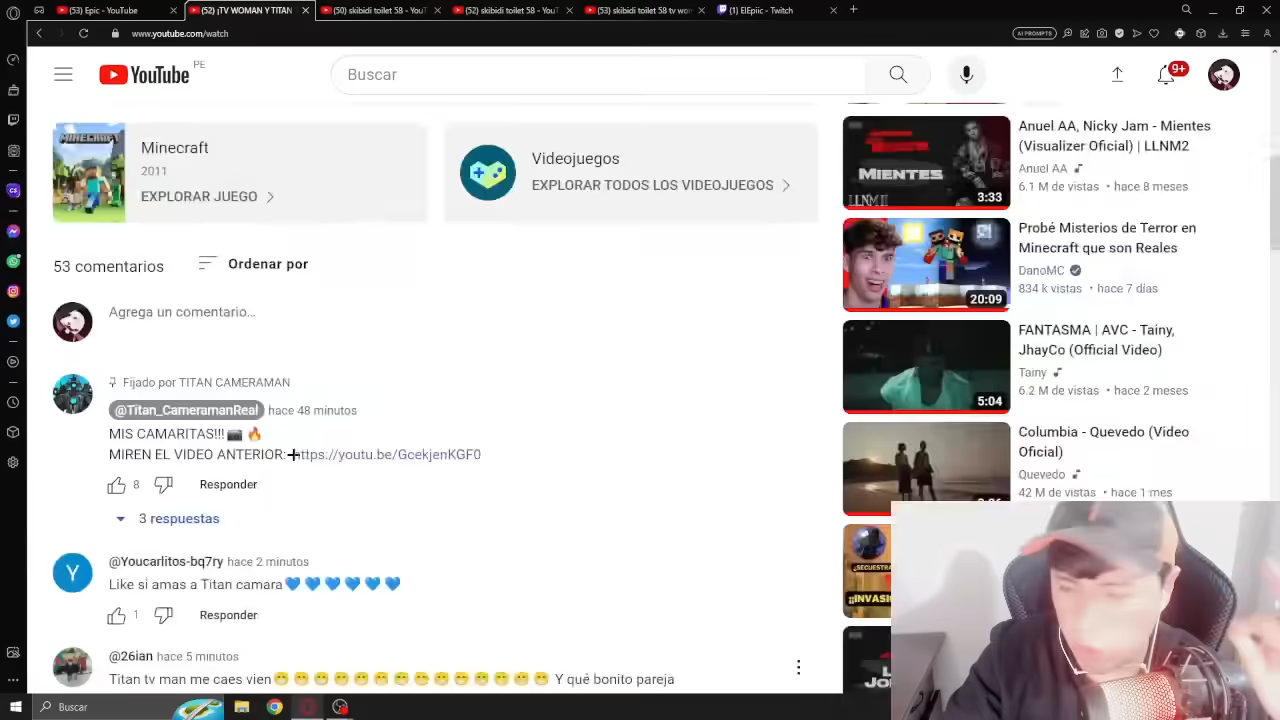 (53) Epic - YouTube
(52) ¡TV WOMAN Y TITAN
(50) skibidi toilet 58 - YouT
(52) skibidi toilet 58 - YouT
(53) skibidi toilet 58 tv wom
(1) ElEpic - Twitch
www.youtube.com/watch
AI PROMPTS
YouTube PE
Buscar
9+
MINECRAFT
Minecraft
2011
EXPLORAR JUEGO
Videojuegos
EXPLORAR TODOS LOS VIDEOJUEGOS
53 comentarios
Ordenar por
Agrega un comentario...
Fijado por TITAN CAMERAMAN
@Titan_CameramanReal hace 48 minutos
MIS CAMARITAS!!! 📷 🔥
MIREN EL VIDEO ANTERIOR: https://youtu.be/GcekjenKGF0
8 Responder
3 respuestas
Y
@Youcarlitos-bq7ry hace 2 minutos
Like si amas a Titan camara💙 💙 💙 💙 💙 💙
1 Responder
@26ian hace 5 minutos
Titan tv man me caes vien😁 😁 😁 😁 😁 😁 😁 😁 😁 😁 😁 😁 😁 😁 Y qué bonito pareja
MIENTES
LLNM2
3:33
Anuel AA, Nicky Jam - Mientes
(Visualizer Oficial) | LLNM2
Anuel AA
6.1 M de vistas • hace 8 meses
20:09
Probé Misterios de Terror en
Minecraft que son Reales
DanoMC
834 k vistas • hace 7 días
5:04
FANTASMA | AVC - Tainy,
JhayCo (Official Video)
Tainy
6.2 M de vistas • hace 2 meses
Columbia - Quevedo (Video
Oficial)
Quevedo
42 M de vistas • hace 1 mes
Buscar